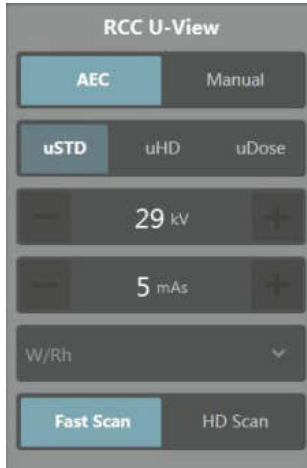 RCC U-View
AEC Manual
uSTD uHD uDose
29 kV
5 mAs
W/Rh
Fast Scan HD Scan